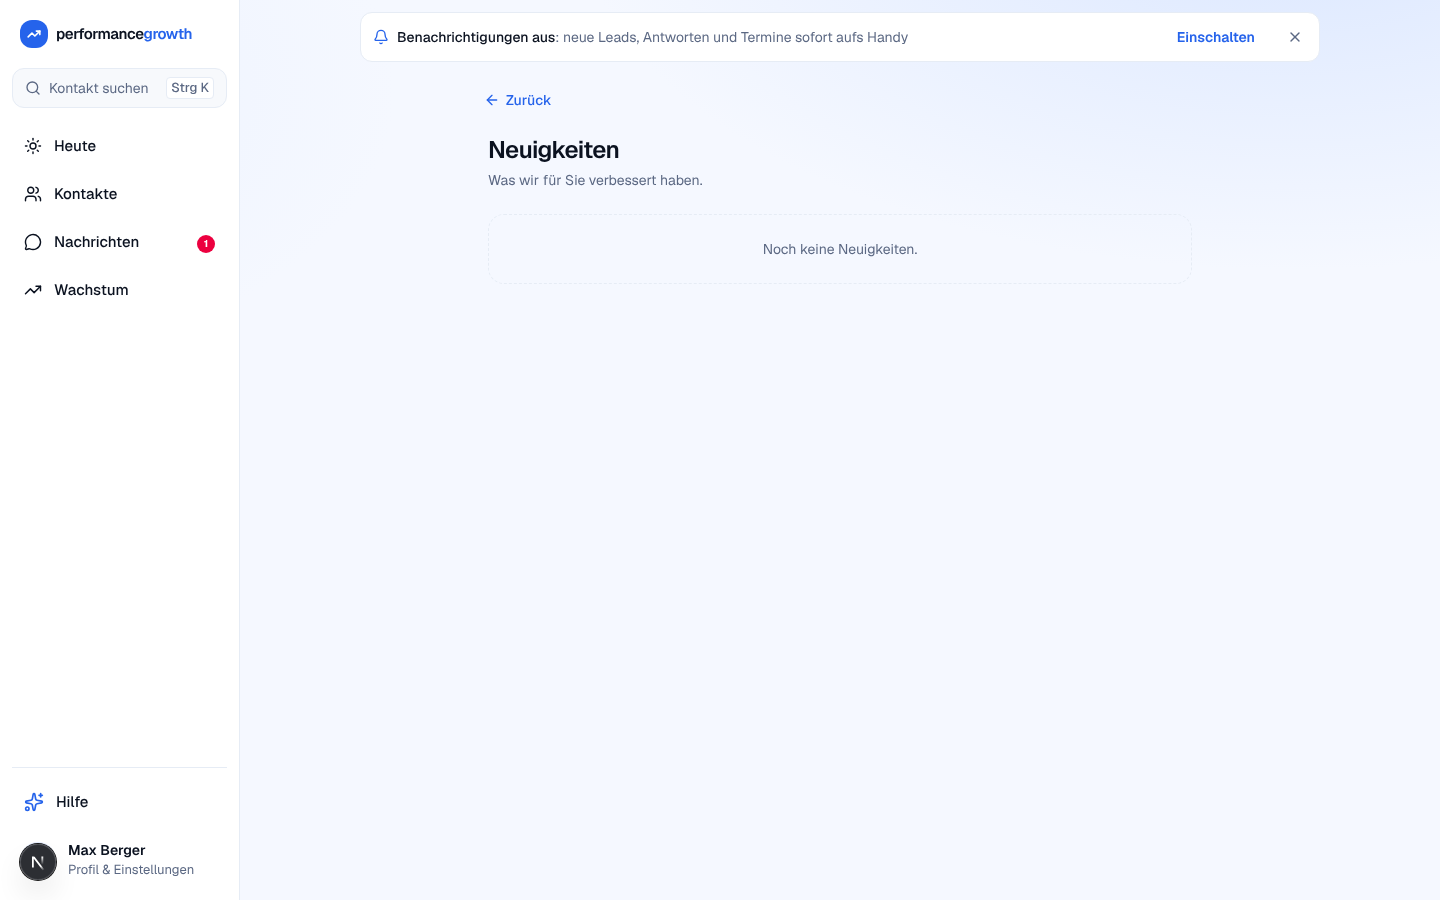 performancegrowth
Kontakt suchen Strg K
Heute
Kontakte
Nachrichten 1
Wachstum
Hilfe
N
Max Berger
Profil & Einstellungen
Benachrichtigungen aus: neue Leads, Antworten und Termine sofort aufs Handy Einschalten
Zurück
Neuigkeiten
Was wir für Sie verbessert haben.
Noch keine Neuigkeiten.